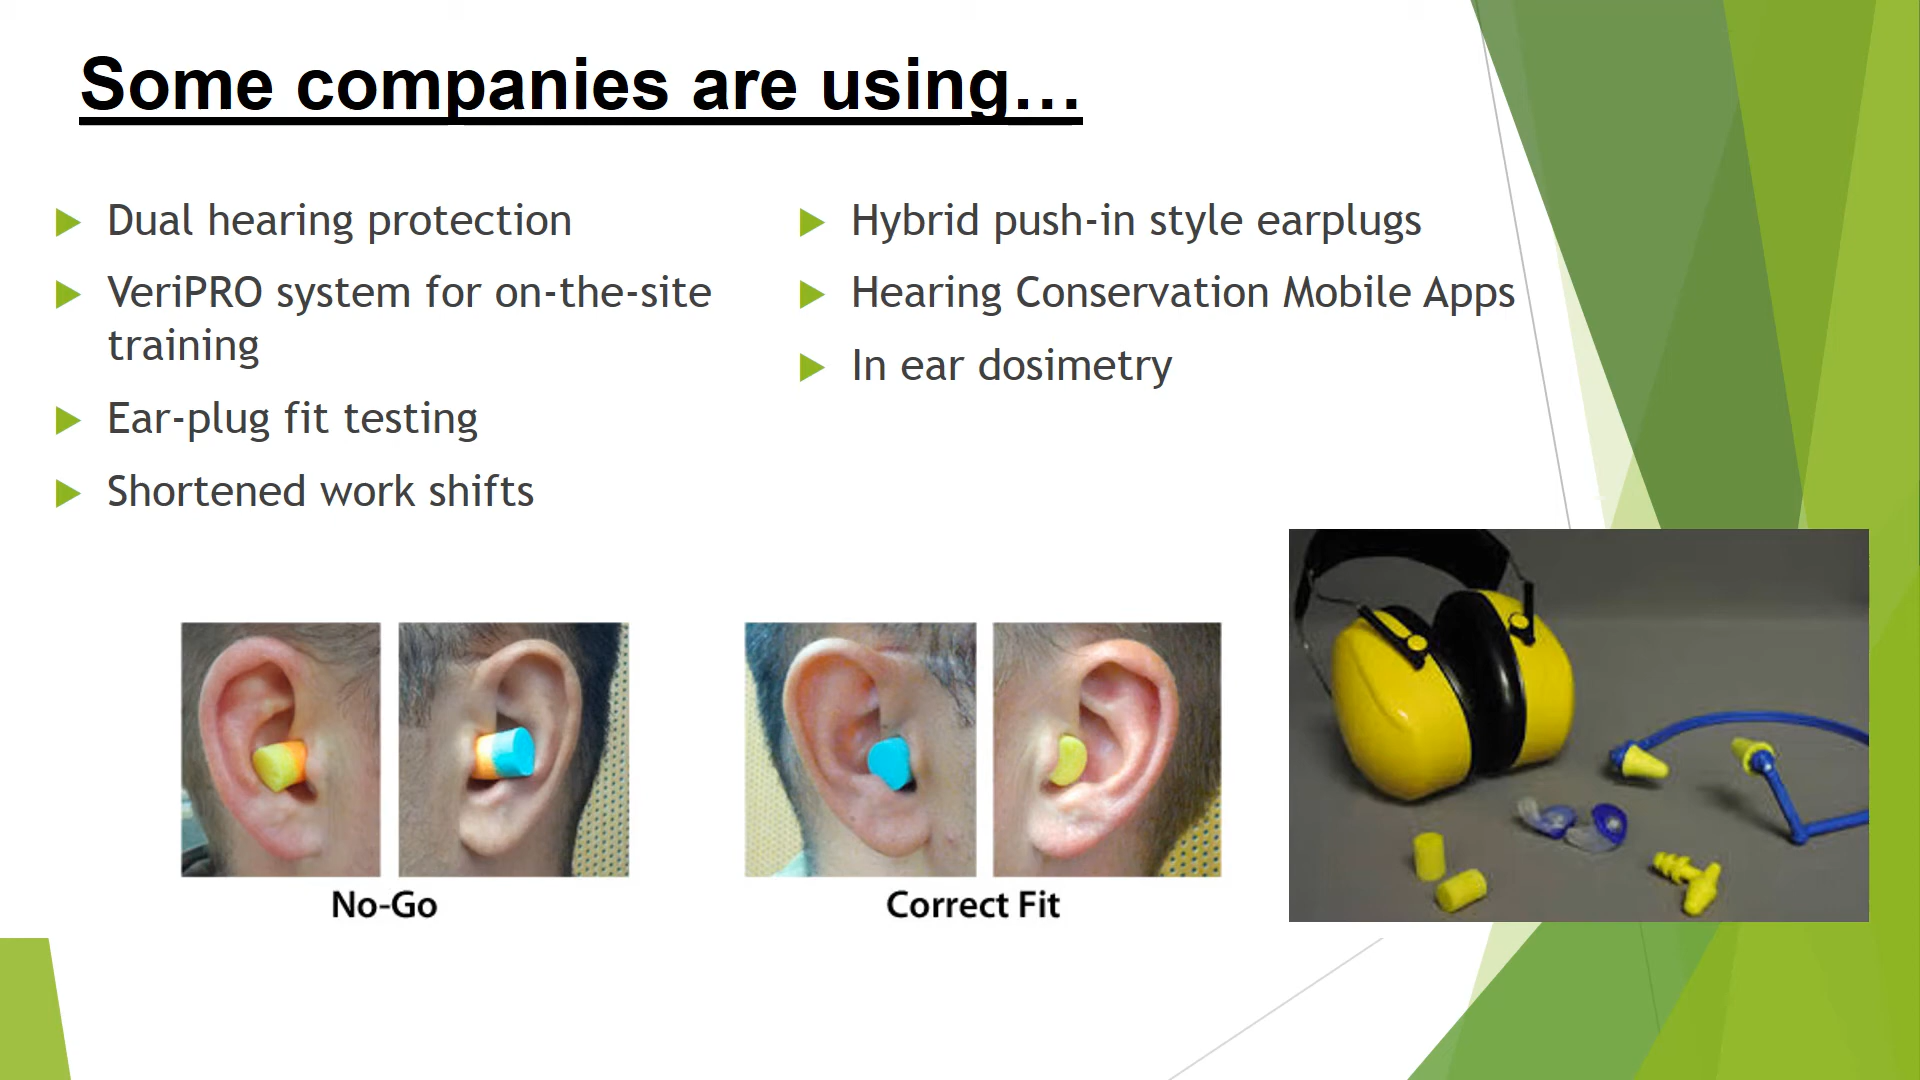 Some companies are using…
Dual hearing protection
VeriPRO system for on-the-site
training
Ear-plug fit testing
Shortened work shifts
Hybrid push-in style earplugs
Hearing Conservation Mobile Apps
In ear dosimetry
No-Go
Correct Fit